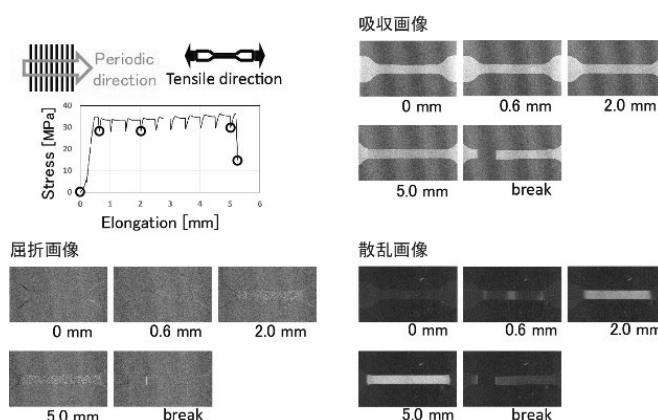 Periodic
direction
Tensile direction
Stress [MPa]
40
30
20
10
0
0 1 2 3 4 5 6
Elongation [mm]
吸収画像
0 mm 0.6 mm 2.0 mm
5.0 mm break
屈折画像
0 mm 0.6 mm 2.0 mm
5.0 mm break
散乱画像
0 mm 0.6 mm 2.0 mm
5.0 mm break